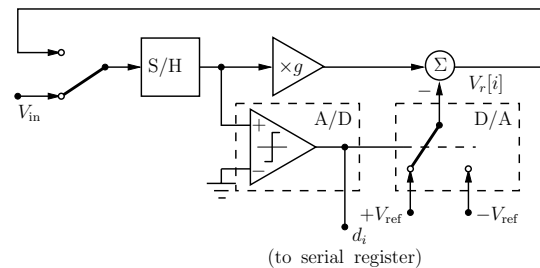 S/H
×g
Σ
V_in
−
V_r[i]
A/D
D/A
+
−
+V_ref
−V_ref
d_i
(to serial register)